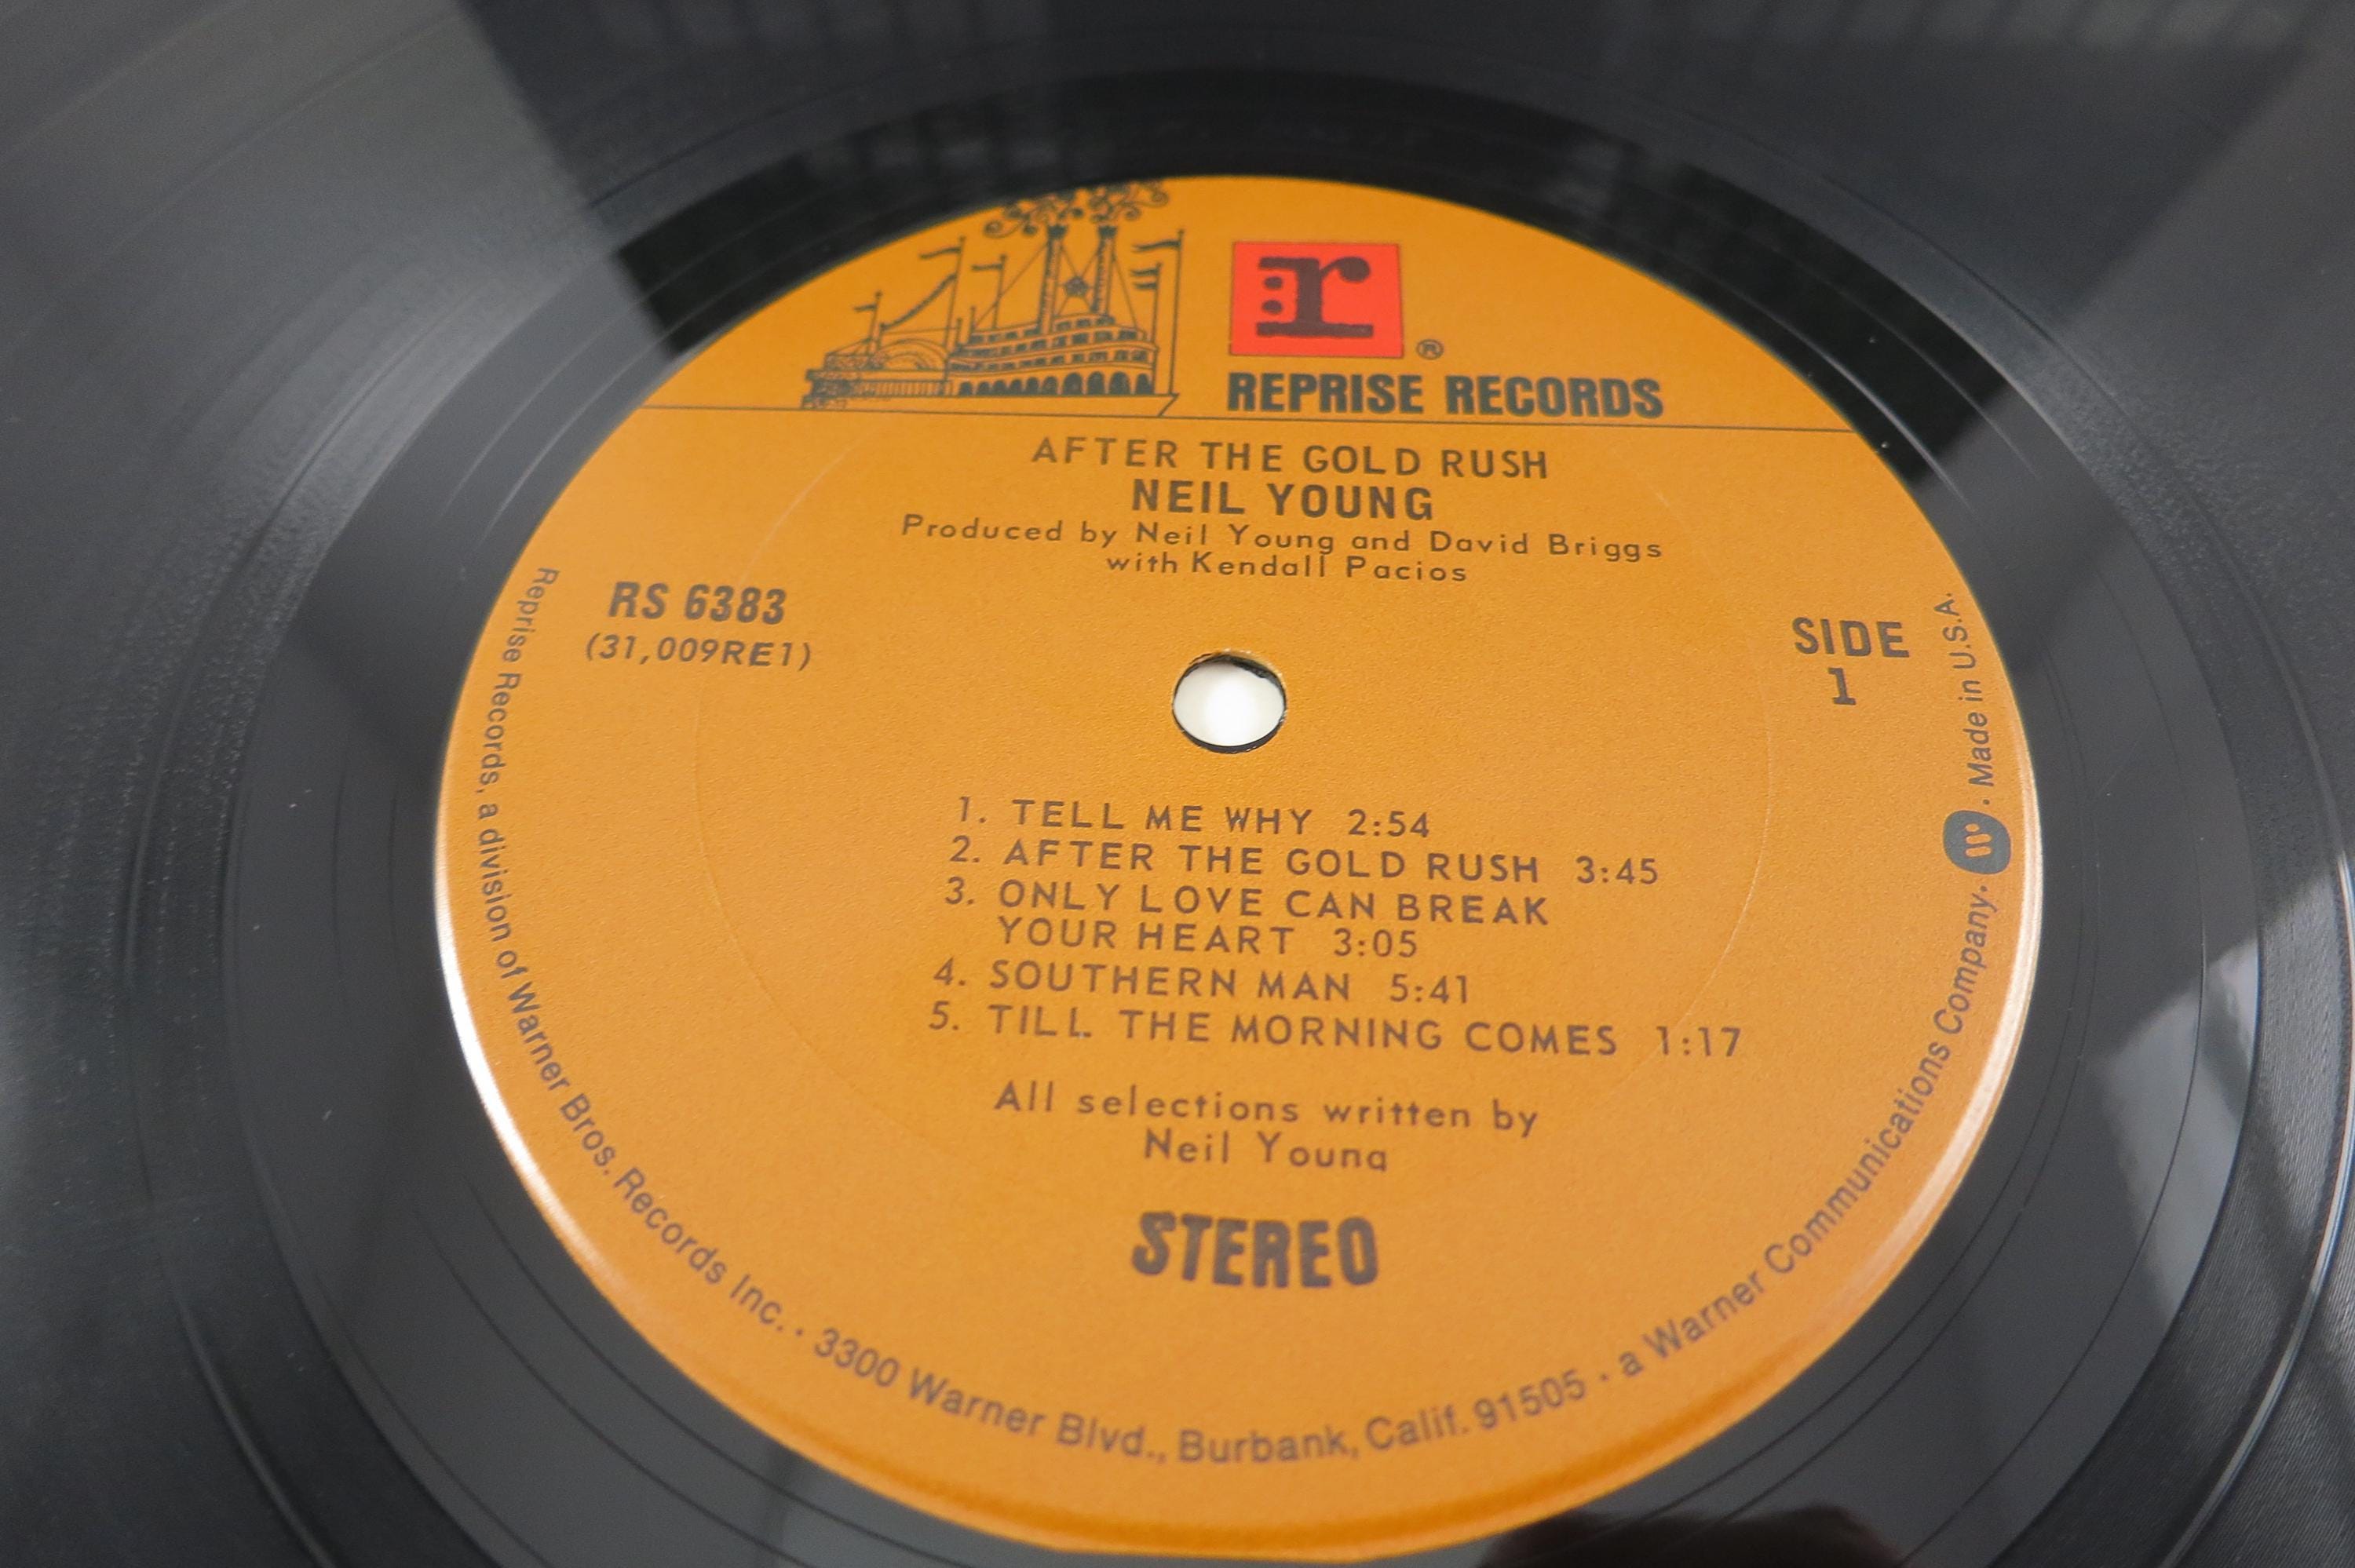 r
®
REPRISE RECORDS
AFTER THE GOLD RUSH
NEIL YOUNG
Produced by Neil Young and David Briggs
with Kendall Pacios
RS 6383
(31,009RE1)
SIDE
1
1. TELL ME WHY 2:54
2. AFTER THE GOLD RUSH 3:45
3. ONLY LOVE CAN BREAK
YOUR HEART 3:05
4. SOUTHERN MAN 5:41
5. TILL THE MORNING COMES 1:17
All selections written by
Neil Young
STEREO
Reprise Records, a division of Warner Bros. Records Inc. · 3300 Warner Blvd., Burbank, Calif. 91505 · a Warner Communications Company. W . Made in U.S.A.